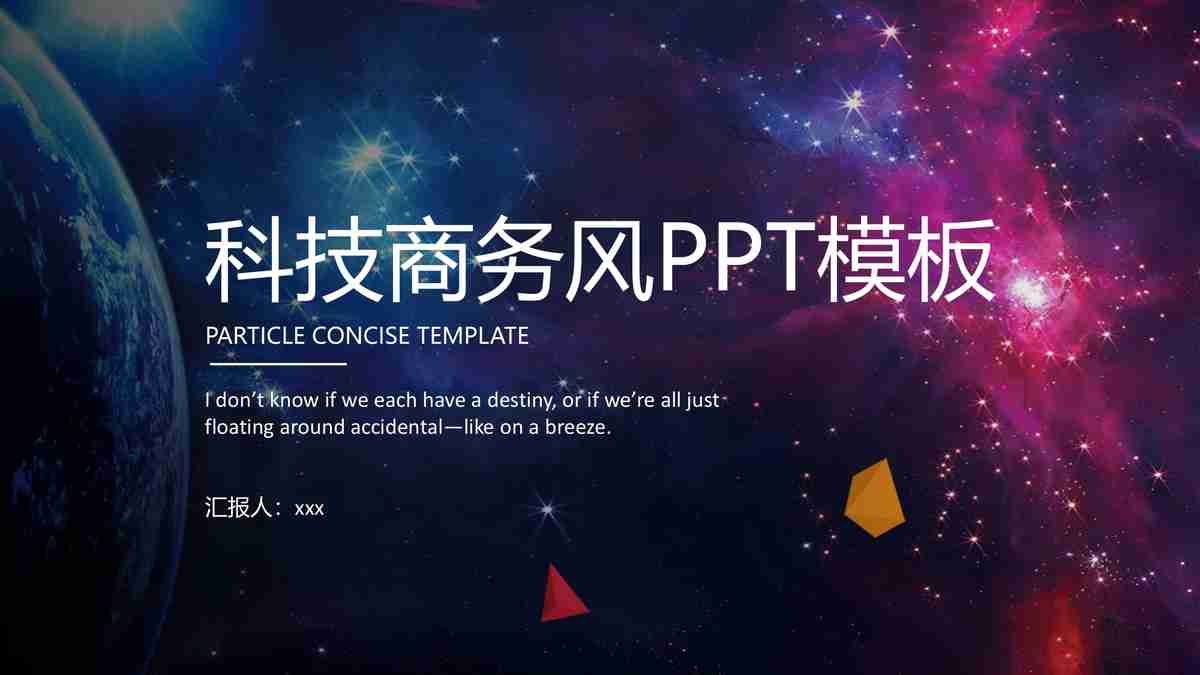 科技商务风PPT模板
PARTICLE CONCISE TEMPLATE
I don’t know if we each have a destiny, or if we’re all just
floating around accidental—like on a breeze.
汇报人：xxx